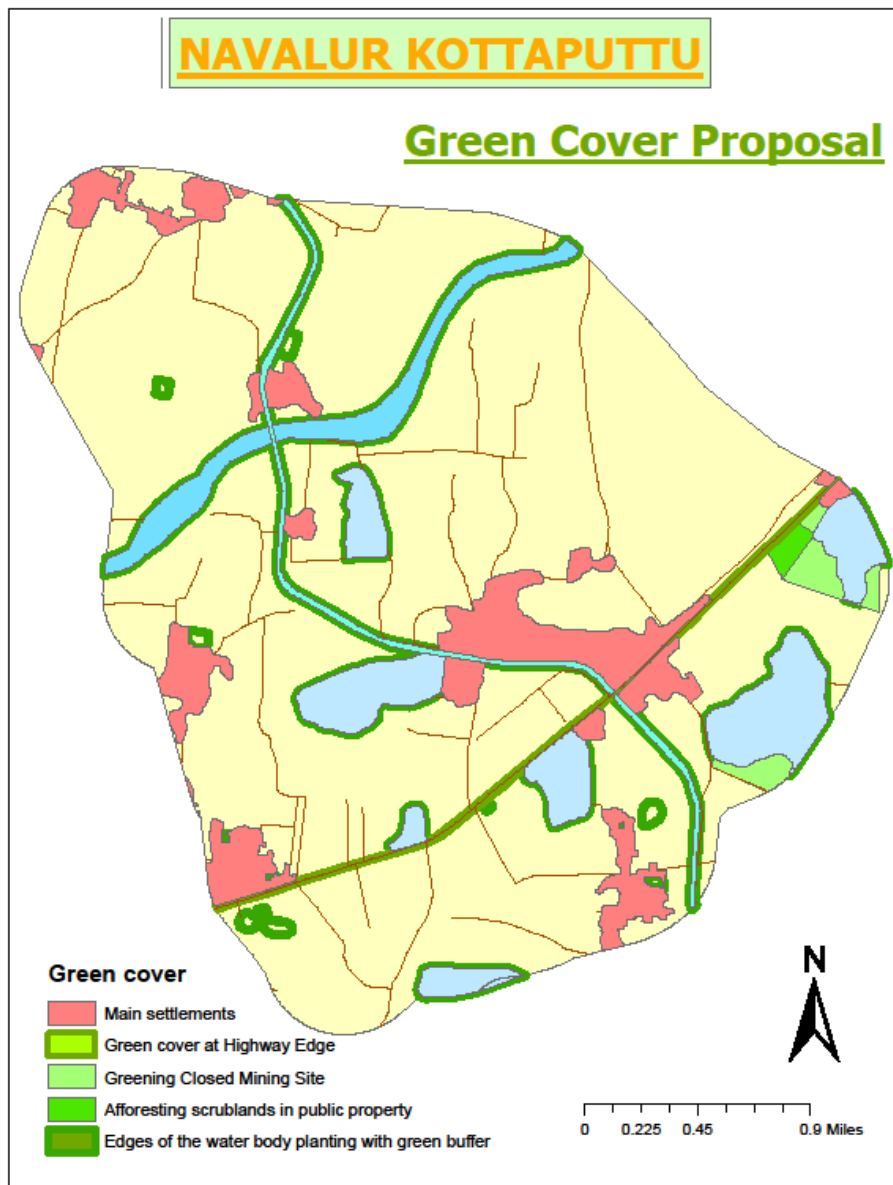 NAVALUR KOTTAPUTTU
Green Cover Proposal
N
Green cover
Main settlements
Green cover at Highway Edge
Greening Closed Mining Site
Afforesting scrublands in public property
Edges of the water body planting with green buffer
0 0.225 0.45 0.9 Miles